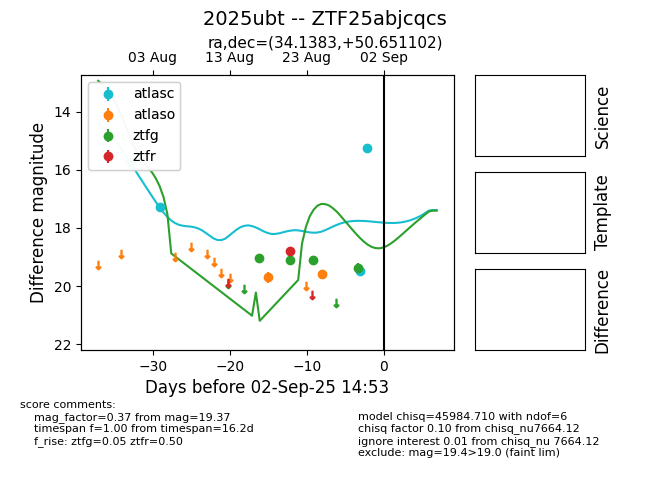 2025ubt -- ZTF25abjcqcs
ra,dec=(34.1383,+50.651102)
03 Aug 13 Aug 23 Aug 02 Sep
atlasc
atlaso
ztfg
ztfr
14
16
18
20
22
Difference magnitude
−30 −20 −10 0
Days before 02-Sep-25 14:53
Science
Template
Difference
score comments:
mag_factor=0.37 from mag=19.37
timespan f=1.00 from timespan=16.2d
f_rise: ztfg=0.05 ztfr=0.50
model chisq=45984.710 with ndof=6
chisq factor 0.10 from chisq_nu7664.12
ignore interest 0.01 from chisq_nu 7664.12
exclude: mag=19.4>19.0 (faint lim)